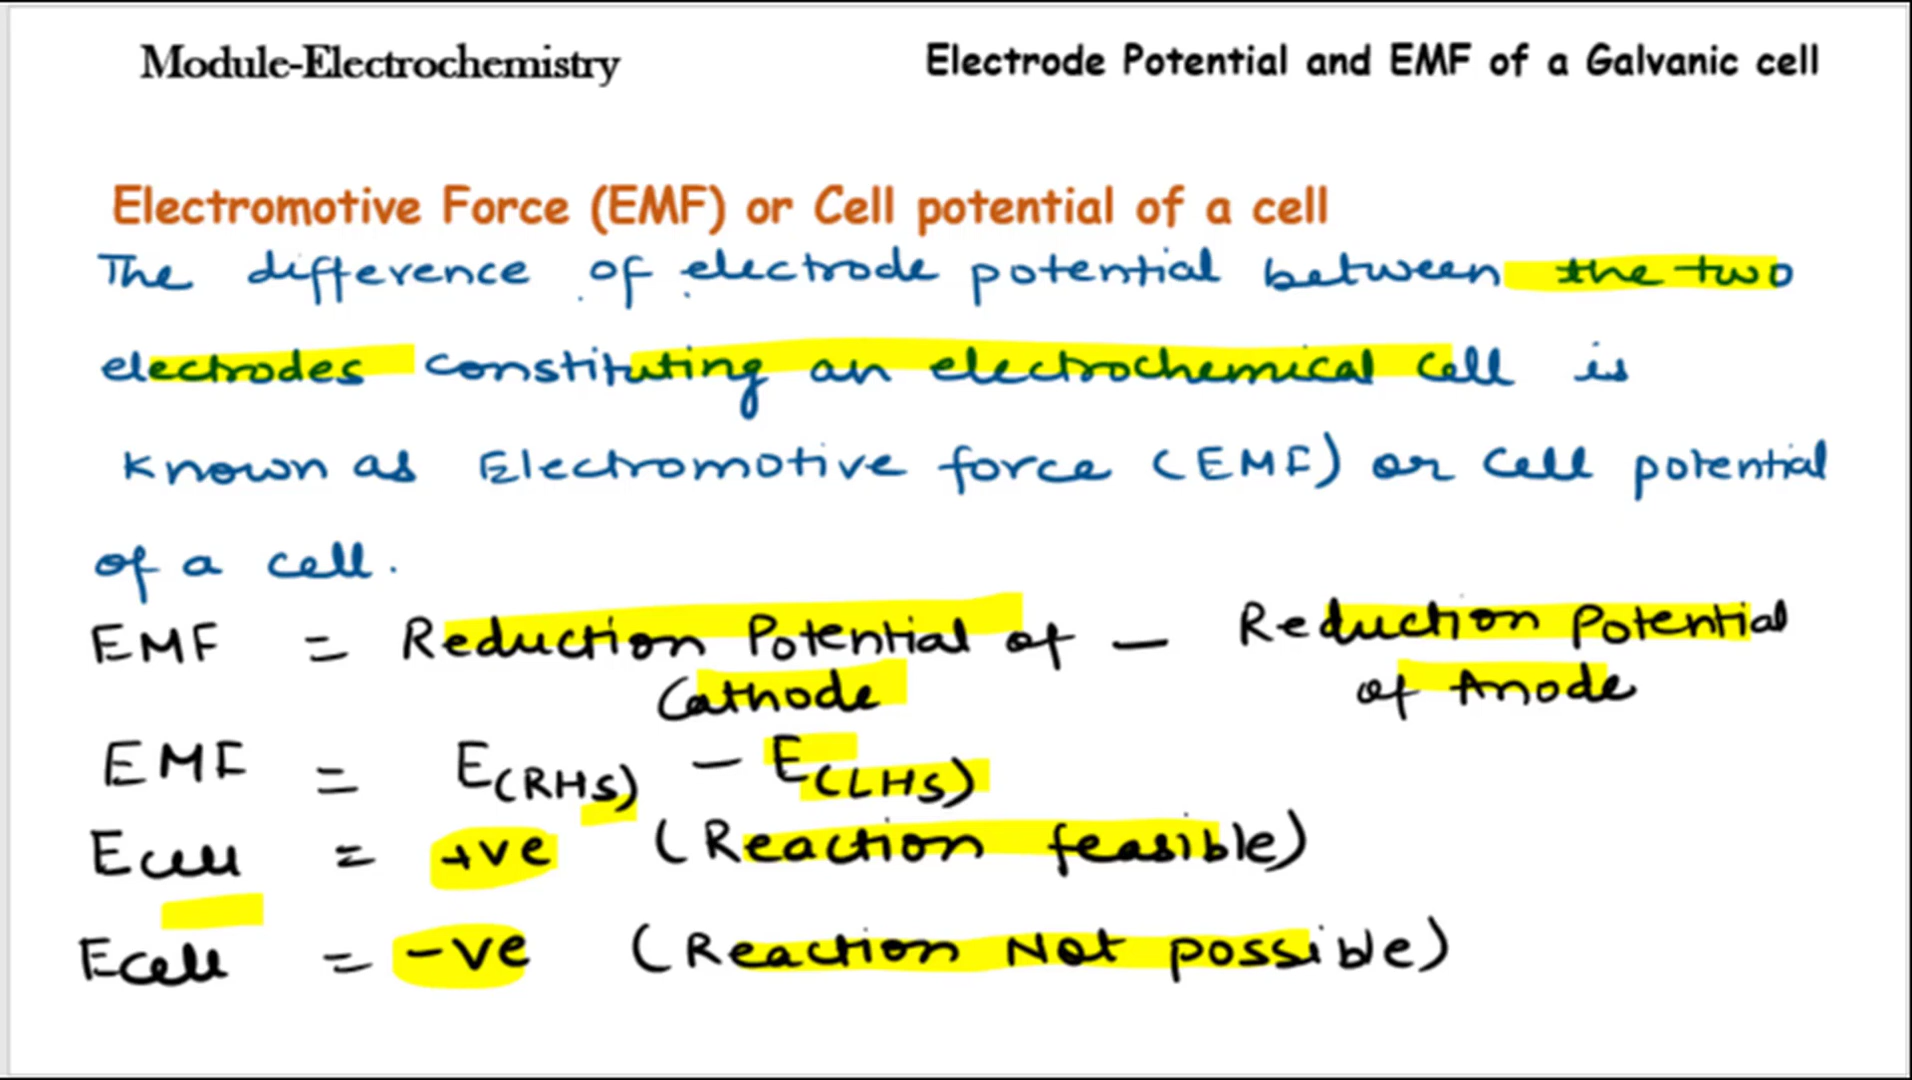 Module-Electrochemistry
Electrode Potential and EMF of a Galvanic cell
Electromotive Force (EMF) or Cell potential of a cell
The difference of electrode potential between the two
electrodes constituting an electrochemical cell is
known as Electromotive force (EMF) or cell potential
of a cell.
EMF = Reduction Potential of - Reduction Potential
Cathode of Anode
EMF = E(RHS) - E(LHS)
Ecell = +ve (Reaction feasible)
Ecell = -ve (Reaction Not possible)